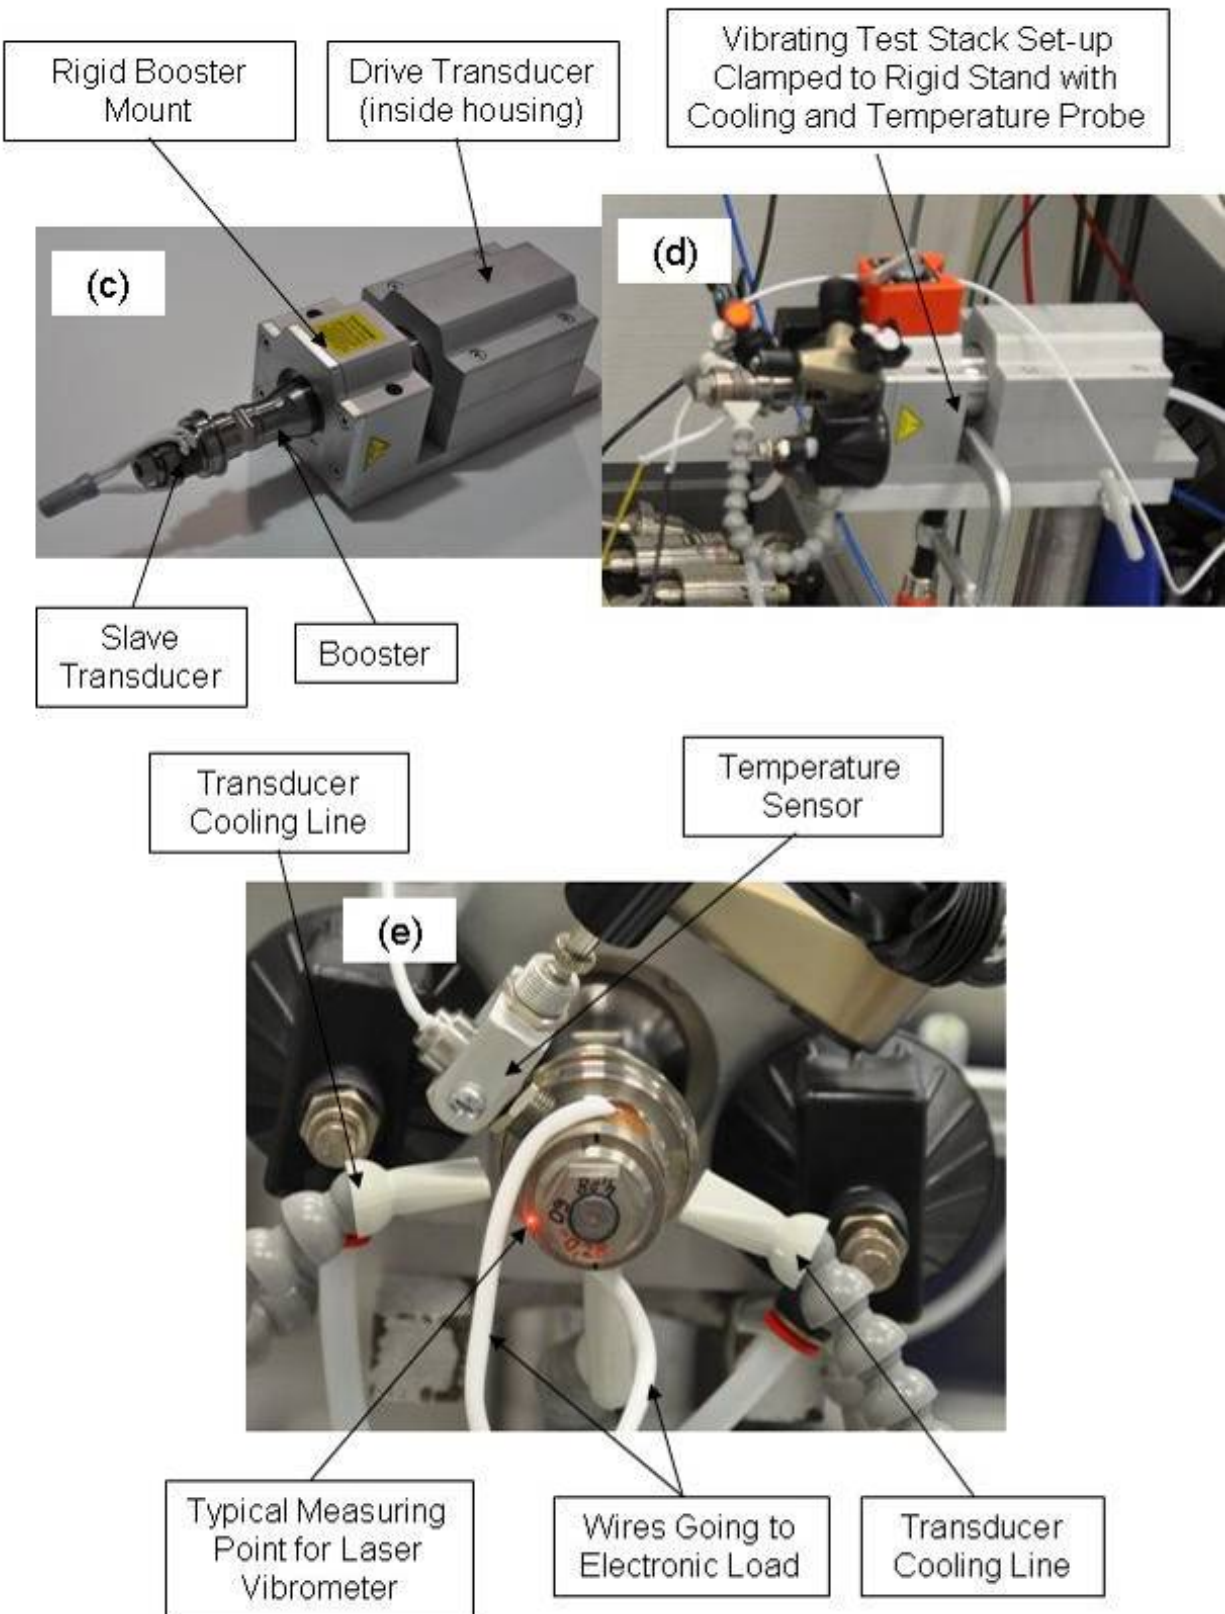 Rigid Booster
Mount
Drive Transducer
(inside housing)
Vibrating Test Stack Set-up
Clamped to Rigid Stand with
Cooling and Temperature Probe
(c)
(d)
Slave
Transducer
Booster
Transducer
Cooling Line
Temperature
Sensor
(e)
Typical Measuring
Point for Laser
Vibrometer
Wires Going to
Electronic Load
Transducer
Cooling Line